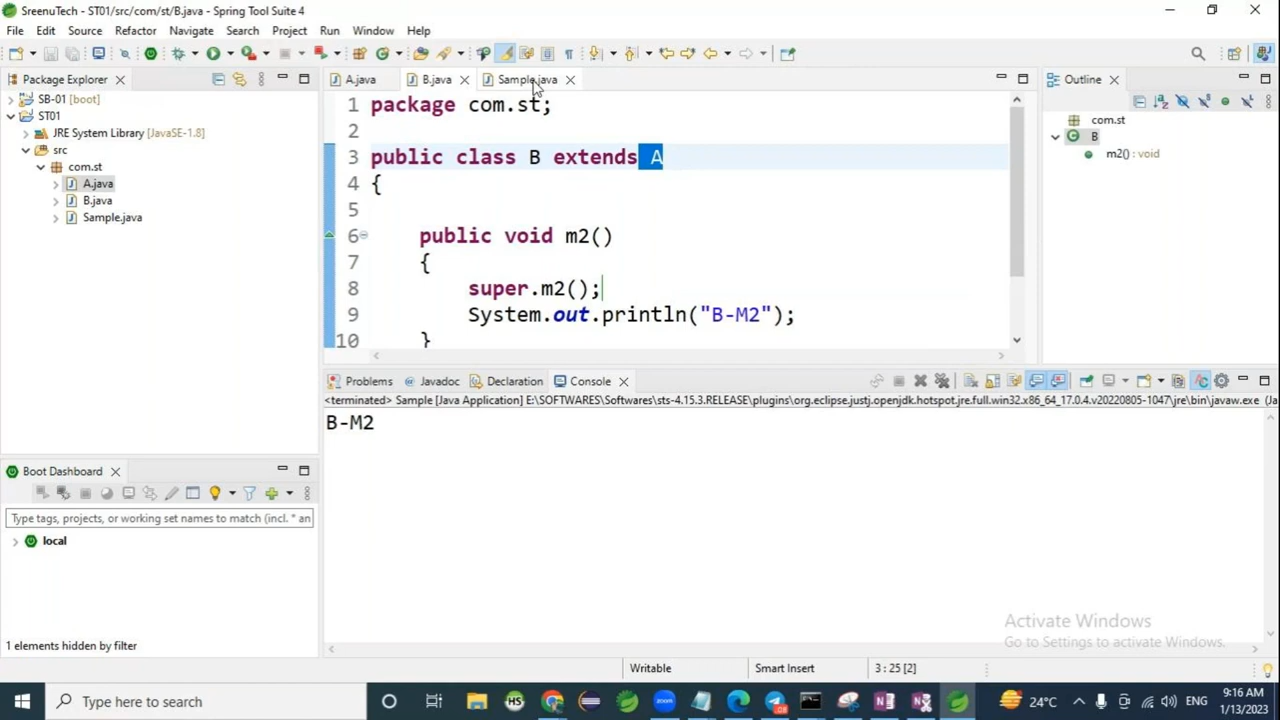 SreenuTech - ST01/src/com/st/B.java - Spring Tool Suite 4
File Edit Source Refactor Navigate Search Project Run Window Help
Package Explorer
SB-01 [boot]
ST01
JRE System Library [JavaSE-1.8]
src
com.st
A.java
B.java
Sample.java
A.java B.java Sample.java
1 package com.st;
2
3 public class B extends A
4 {
5
6 public void m2()
7 {
8 super.m2();
9 System.out.println("B-M2");
10 }
Outline
com.st
B
m2() : void
Problems Javadoc Declaration Console
<terminated> Sample [Java Application] E:\SOFTWARES\Softwares\sts-4.15.3.RELEASE\plugins\org.eclipse.justj.openjdk.hotspot.jre.full.win32.x86_64_17.0.4.v20220805-1047\jre\bin\javaw.exe (Ja
B-M2
Boot Dashboard
Type tags, projects, or working set names to match (incl. * an
local
1 elements hidden by filter
Activate Windows
Go to Settings to activate Windows.
Writable Smart Insert 3 : 25 [2]
Type here to search
HS
zoom
24°C
ENG
9:16 AM
1/13/2023